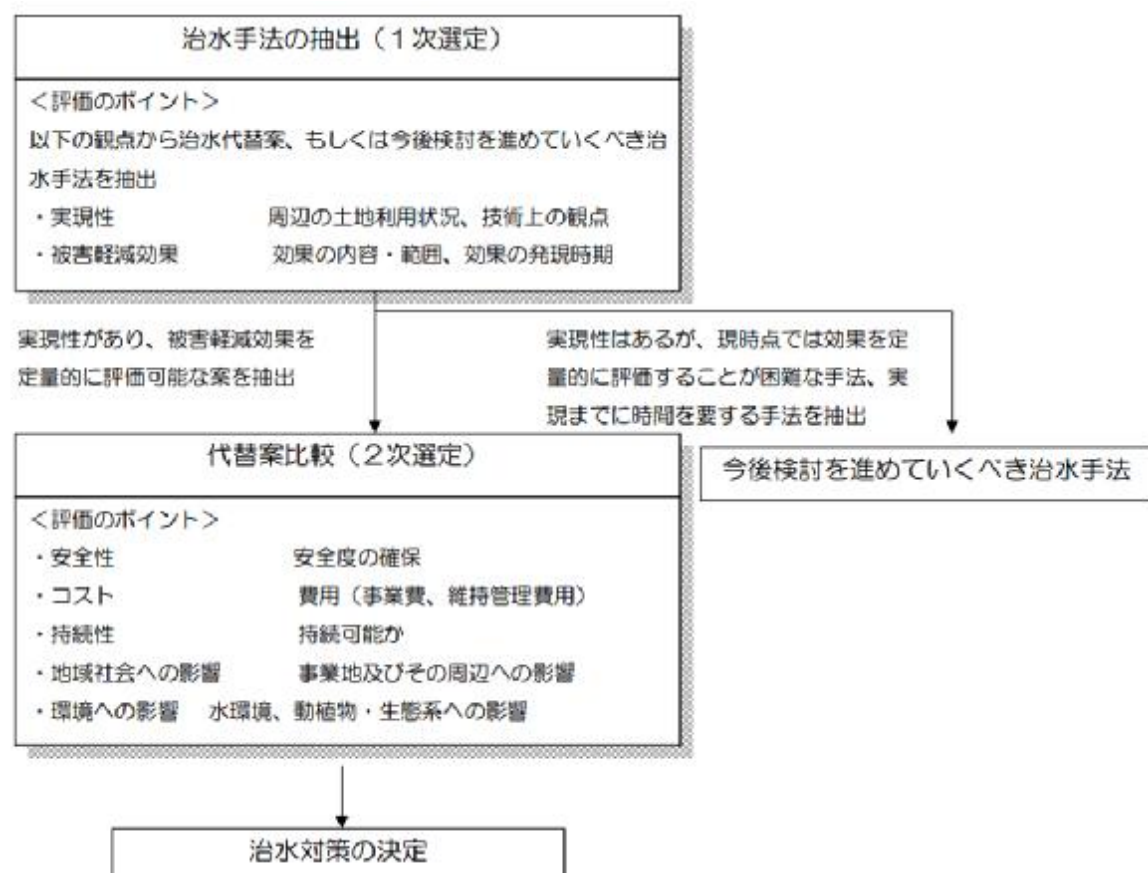 治水手法の抽出（１次選定）
＜評価のポイント＞
以下の観点から治水代替案、もしくは今後検討を進めていくべき治
水手法を抽出
・実現性　周辺の土地利用状況、技術上の観点
・被害軽減効果　効果の内容・範囲、効果の発現時期
実現性があり、被害軽減効果を
定量的に評価可能な案を抽出
実現性はあるが、現時点では効果を定
量的に評価することが困難な手法、実
現までに時間を要する手法を抽出
代替案比較（２次選定）
＜評価のポイント＞
・安全性　安全度の確保
・コスト　費用（事業費、維持管理費用）
・持続性　持続可能か
・地域社会への影響　事業地及びその周辺への影響
・環境への影響　水環境、動植物・生態系への影響
今後検討を進めていくべき治水手法
治水対策の決定